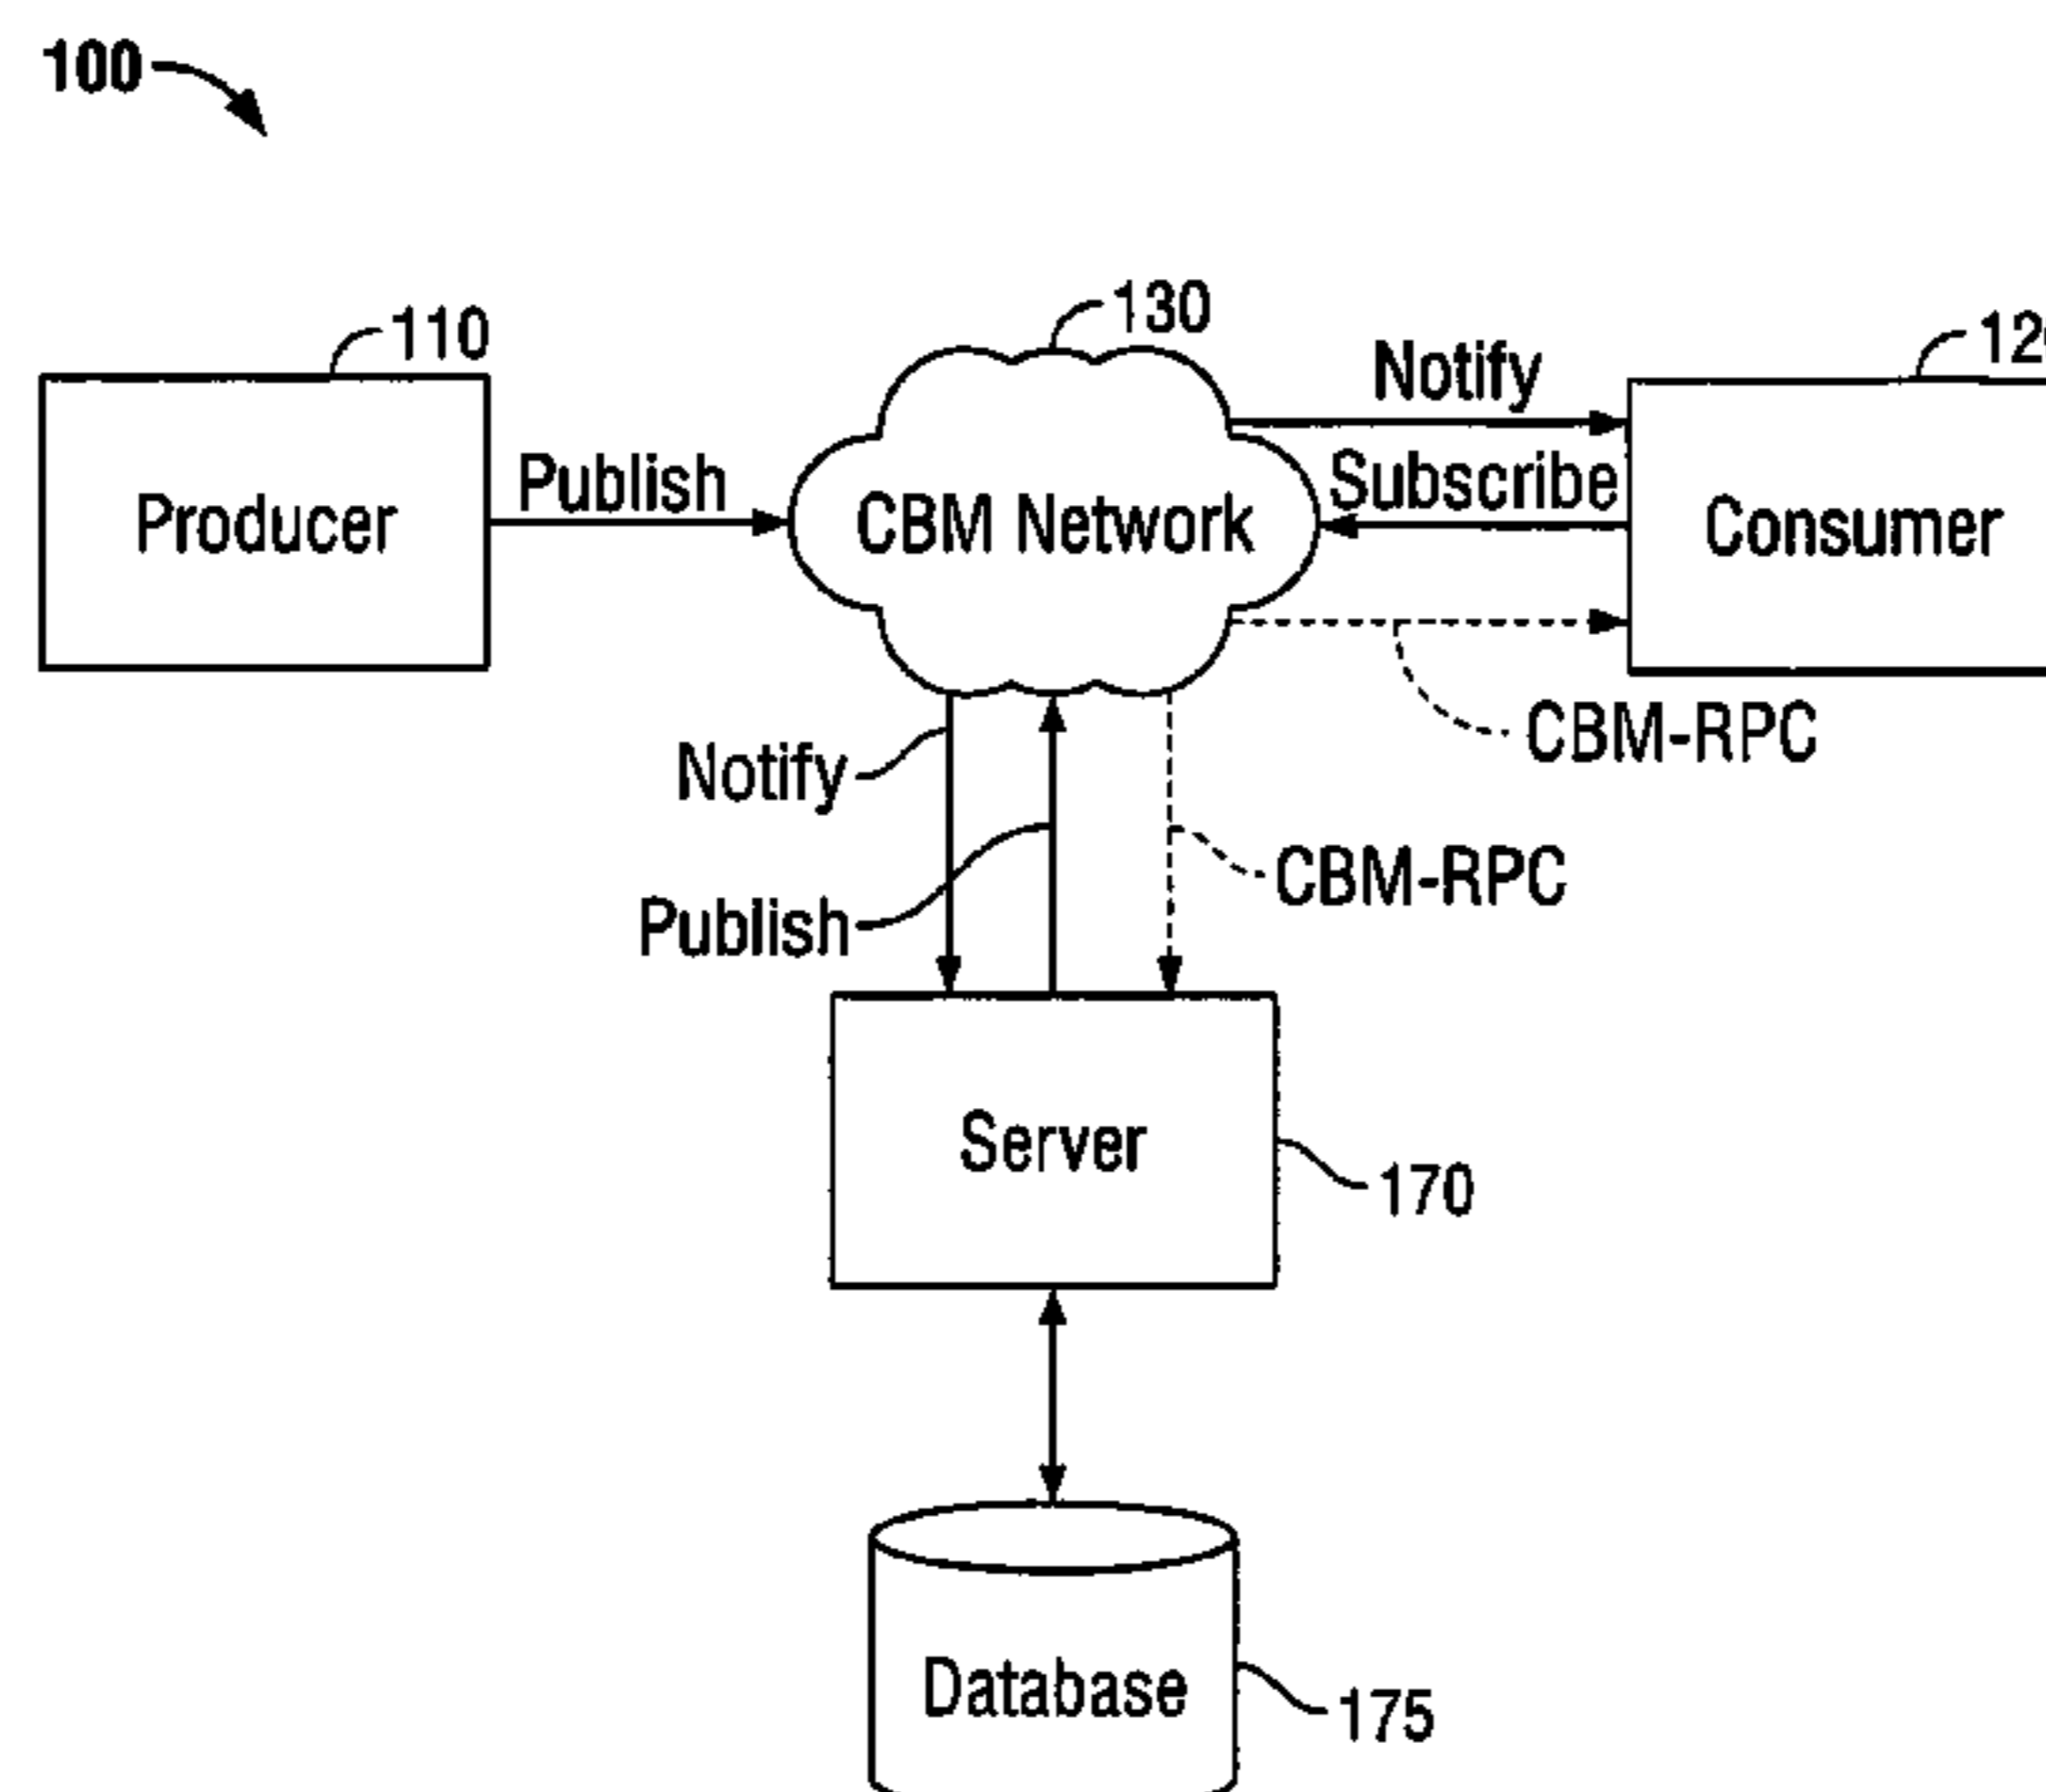 100
130
110
Notify
Publish
Subscribe
Producer
CBM Network
Consumer
CBM-RPC
Notify
CBM-RPC
Publish
Server
170
Database
175